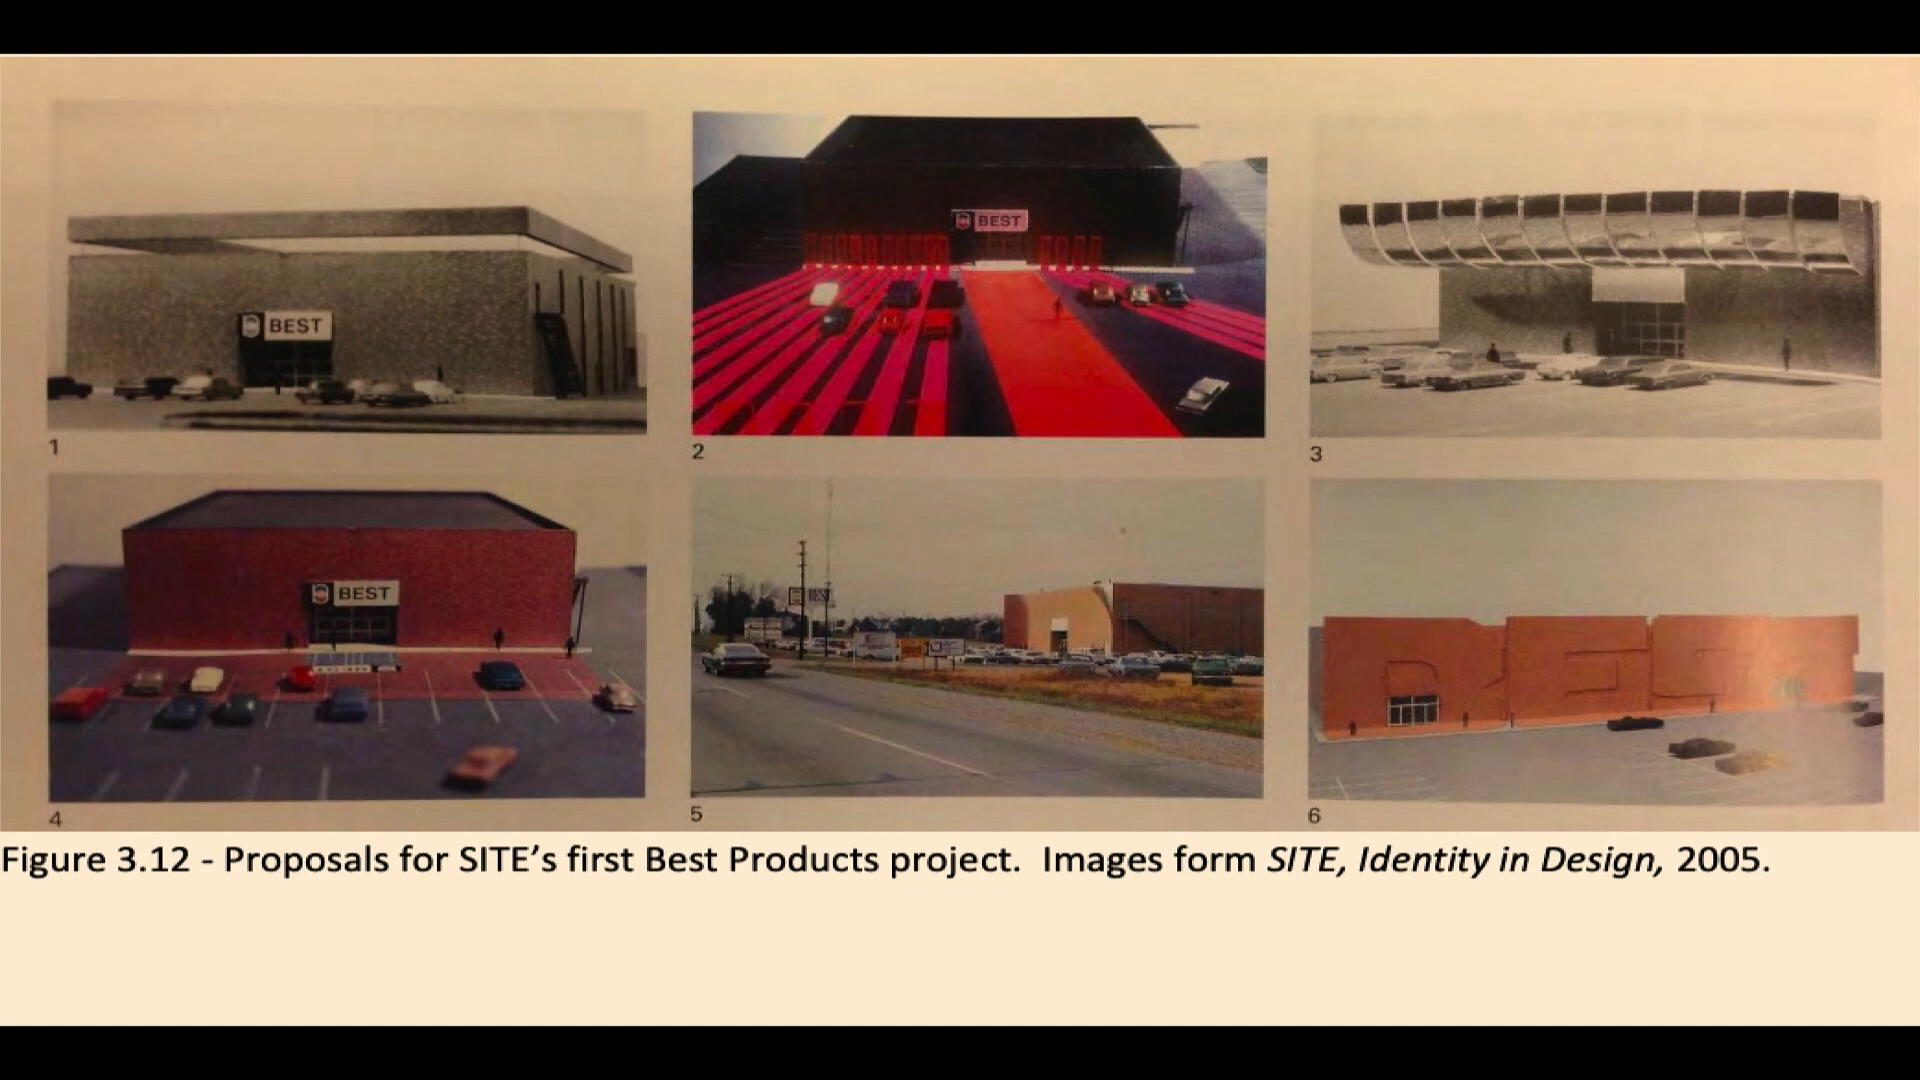 BEST
BEST
1
2
3
BEST
BEST
4
5
6
Figure 3.12 - Proposals for SITE’s first Best Products project.  Images form SITE, Identity in Design, 2005.